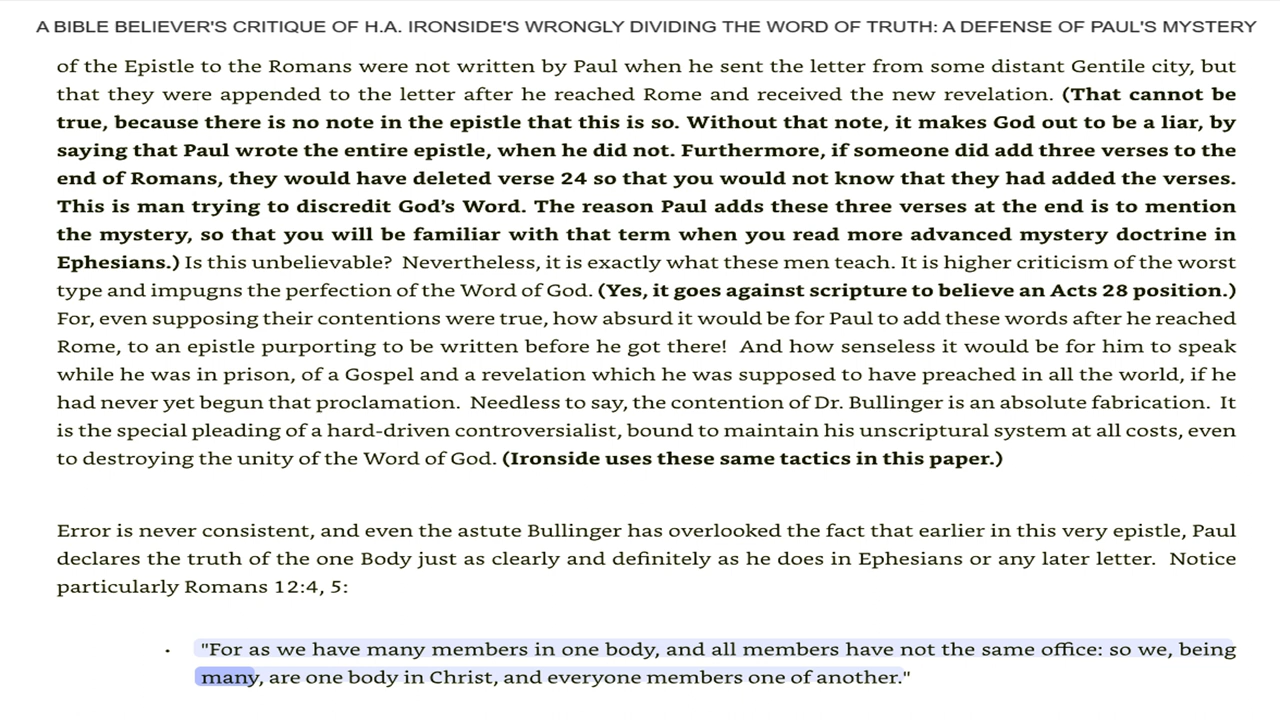 A BIBLE BELIEVER'S CRITIQUE OF H.A. IRONSIDE'S WRONGLY DIVIDING THE WORD OF TRUTH: A DEFENSE OF PAUL'S MYSTERY
of the Epistle to the Romans were not written by Paul when he sent the letter from some distant Gentile city, but
that they were appended to the letter after he reached Rome and received the new revelation. (That cannot be
true, because there is no note in the epistle that this is so. Without that note, it makes God out to be a liar, by
saying that Paul wrote the entire epistle, when he did not. Furthermore, if someone did add three verses to the
end of Romans, they would have deleted verse 24 so that you would not know that they had added the verses.
This is man trying to discredit God's Word. The reason Paul adds these three verses at the end is to mention
the mystery, so that you will be familiar with that term when you read more advanced mystery doctrine in
Ephesians.) Is this unbelievable? Nevertheless, it is exactly what these men teach. It is higher criticism of the worst
type and impugns the perfection of the Word of God. (Yes, it goes against scripture to believe an Acts 28 position.)
For, even supposing their contentions were true, how absurd it would be for Paul to add these words after he reached
Rome, to an epistle purporting to be written before he got there! And how senseless it would be for him to speak
while he was in prison, of a Gospel and a revelation which he was supposed to have preached in all the world, if he
had never yet begun that proclamation. Needless to say, the contention of Dr. Bullinger is an absolute fabrication. It
is the special pleading of a hard-driven controversialist, bound to maintain his unscriptural system at all costs, even
to destroying the unity of the Word of God. (Ironside uses these same tactics in this paper.)
Error is never consistent, and even the astute Bullinger has overlooked the fact that earlier in this very epistle, Paul
declares the truth of the one Body just as clearly and definitely as he does in Ephesians or any later letter. Notice
particularly Romans 12:4, 5:
· "For as we have many members in one body, and all members have not the same office: so we, being
many, are one body in Christ, and everyone members one of another."